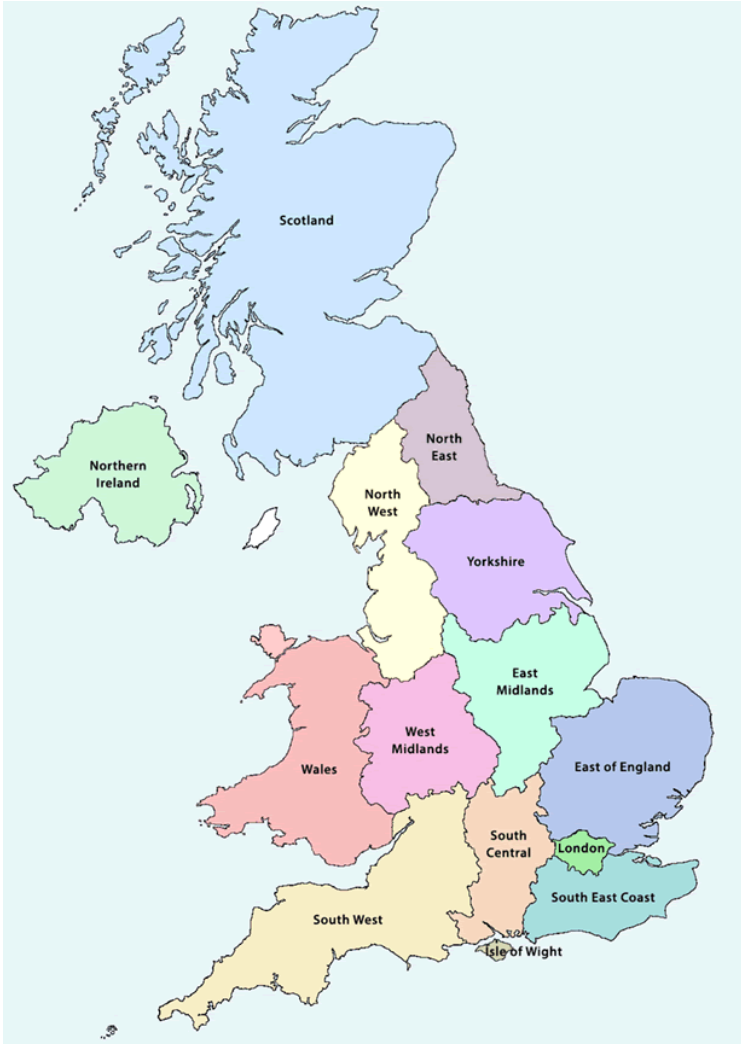 Scotland
North
East
Northern
Ireland
North
West
Yorkshire
East
Midlands
West
Midlands
Wales
East of England
South
Central
London
South East Coast
South West
Isle of Wight